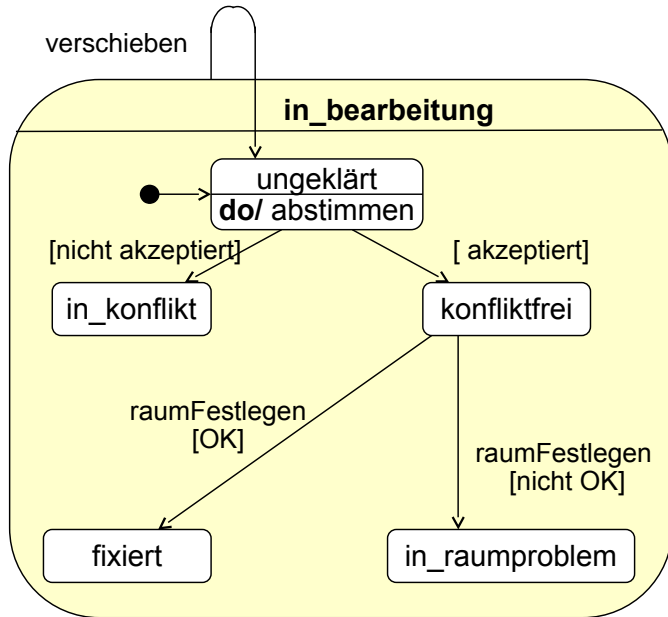 verschieben
in_bearbeitung
ungeklärt
do/ abstimmen
[nicht akzeptiert]
[ akzeptiert]
in_konflikt
konfliktfrei
raumFestlegen
[OK]
raumFestlegen
[nicht OK]
fixiert
in_raumproblem